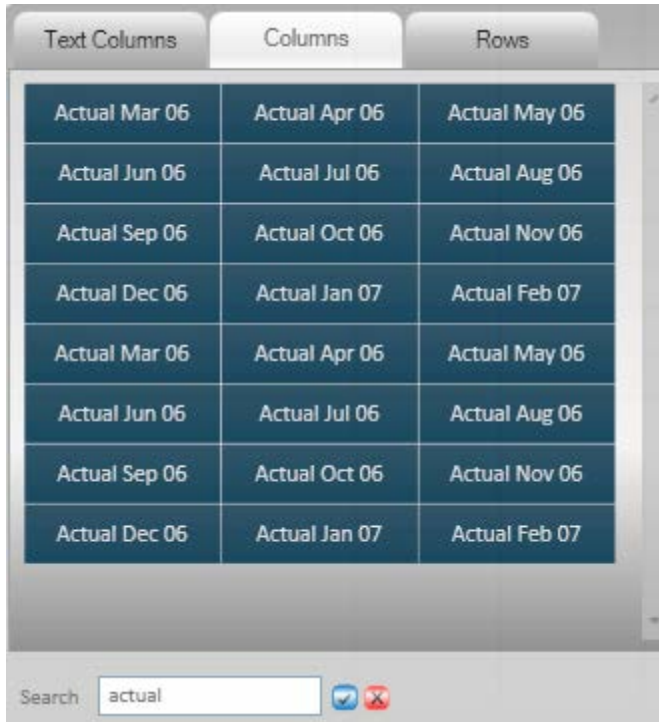 Text Columns Columns Rows
Actual Mar 06 Actual Apr 06 Actual May 06
Actual Jun 06 Actual Jul 06 Actual Aug 06
Actual Sep 06 Actual Oct 06 Actual Nov 06
Actual Dec 06 Actual Jan 07 Actual Feb 07
Actual Mar 06 Actual Apr 06 Actual May 06
Actual Jun 06 Actual Jul 06 Actual Aug 06
Actual Sep 06 Actual Oct 06 Actual Nov 06
Actual Dec 06 Actual Jan 07 Actual Feb 07
Search actual